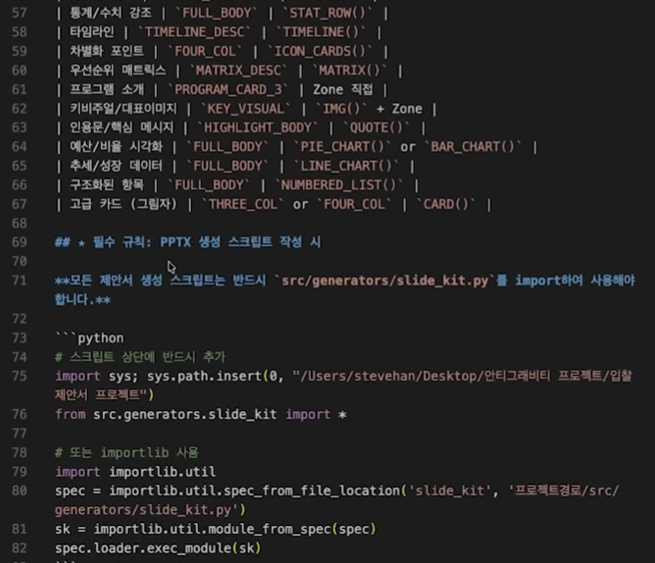 57 | 통계/수치 강조 | `FULL_BODY` | `STAT_ROW()` |
58 | 타임라인 | `TIMELINE_DESC` | `TIMELINE()` |
59 | 차별화 포인트 | `FOUR_COL` | `ICON_CARDS()` |
60 | 우선순위 매트릭스 | `MATRIX_DESC` | `MATRIX()` |
61 | 프로그램 소개 | `PROGRAM_CARD_3` | Zone 직접 |
62 | 키비주얼/대표이미지 | `KEY_VISUAL` | `IMG()` + Zone |
63 | 인용문/핵심 메시지 | `HIGHLIGHT_BODY` | `QUOTE()` |
64 | 예산/비율 시각화 | `FULL_BODY` | `PIE_CHART()` or `BAR_CHART()` |
65 | 추세/성장 데이터 | `FULL_BODY` | `LINE_CHART()` |
66 | 구조화된 항목 | `FULL_BODY` | `NUMBERED_LIST()` |
67 | 고급 카드 (그림자) | `THREE_COL` or `FOUR_COL` | `CARD()` |
68
69 ## ★ 필수 규칙: PPTX 생성 스크립트 작성 시
70
71 **모든 제안서 생성 스크립트는 반드시 `src/generators/slide_kit.py`를 import하여 사용해야
합니다.**
72
73 ```python
74 # 스크립트 상단에 반드시 추가
75 import sys; sys.path.insert(0, "/Users/stevehan/Desktop/안티그래비티 프로젝트/입찰
제안서 프로젝트")
76 from src.generators.slide_kit import *
77
78 # 또는 importlib 사용
79 import importlib.util
80 spec = importlib.util.spec_from_file_location('slide_kit', '프로젝트경로/src/
generators/slide_kit.py')
81 sk = importlib.util.module_from_spec(spec)
82 spec.loader.exec_module(sk)